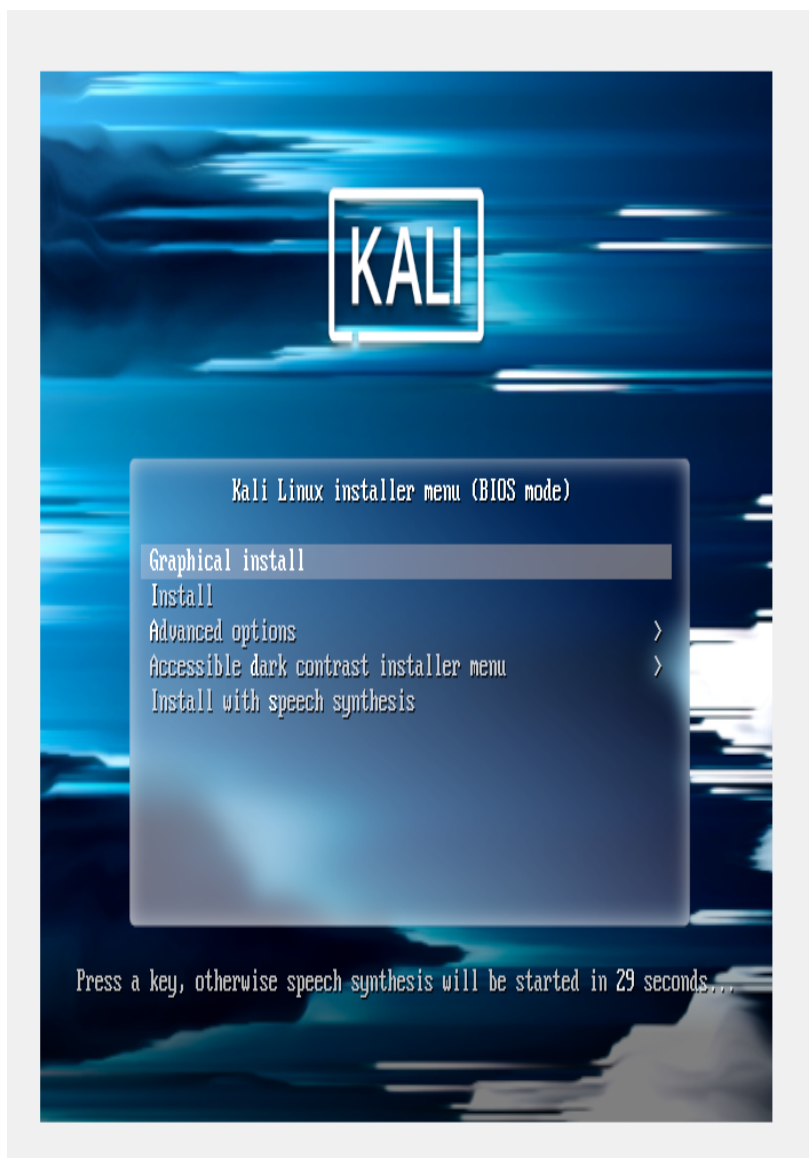 KALI
Kali Linux installer menu (BIOS mode)
Graphical install
Install
Advanced options >
Accessible dark contrast installer menu >
Install with speech synthesis
Press a key, otherwise speech synthesis will be started in 29 seconds...